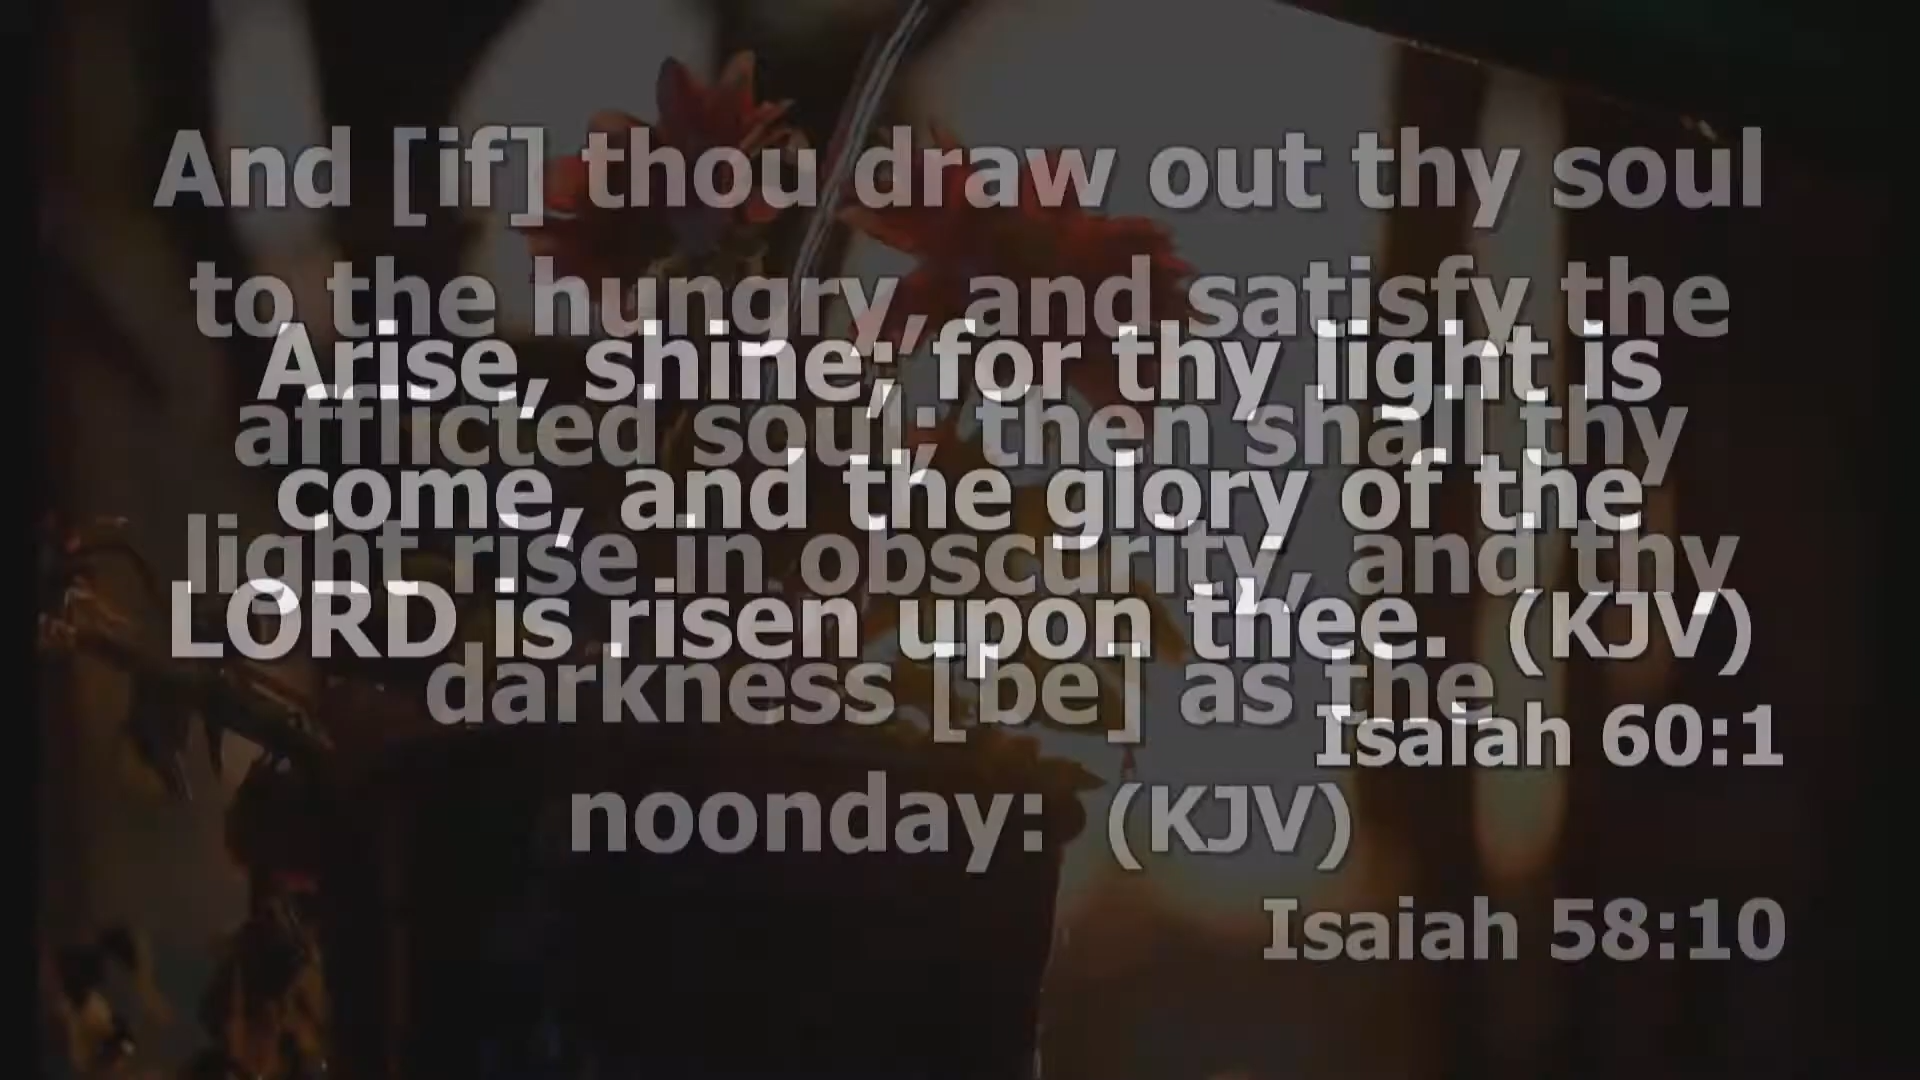 And [if] thou draw out thy soul
to the hungry, and satisfy the
afflicted soul; then shall thy
light rise in obscurity, and thy
darkness [be] as the
noonday: (KJV)
Isaiah 58:10
Arise, shine; for thy light is
come, and the glory of the
LORD is risen upon thee. (KJV)
Isaiah 60:1